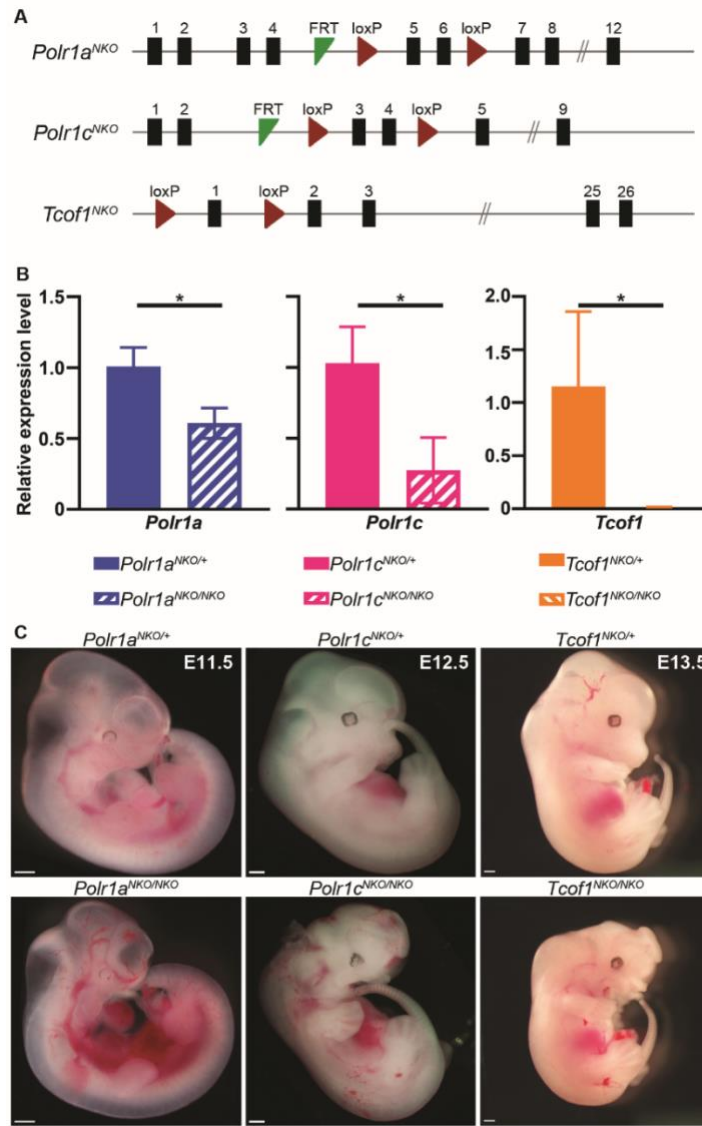 A
1 2 3 4 FRT loxP 5 6 loxP 7 8 12
Polr1a^NKO
//
1 2 FRT loxP 3 4 loxP 5 9
Polr1c^NKO
//
loxP 1 loxP 2 3 25 26
Tcof1^NKO
//
B
Relative expression level
1.5
1.0
0.5
0
*
Polr1a
*
Polr1c
2.0
1.5
1.0
0.5
0
*
Tcof1
Polr1a^NKO/+ Polr1c^NKO/+ Tcof1^NKO/+
Polr1a^NKO/NKO Polr1c^NKO/NKO Tcof1^NKO/NKO
C
Polr1a^NKO/+ Polr1c^NKO/+ Tcof1^NKO/+
E11.5 E12.5 E13.5
Polr1a^NKO/NKO Polr1c^NKO/NKO Tcof1^NKO/NKO